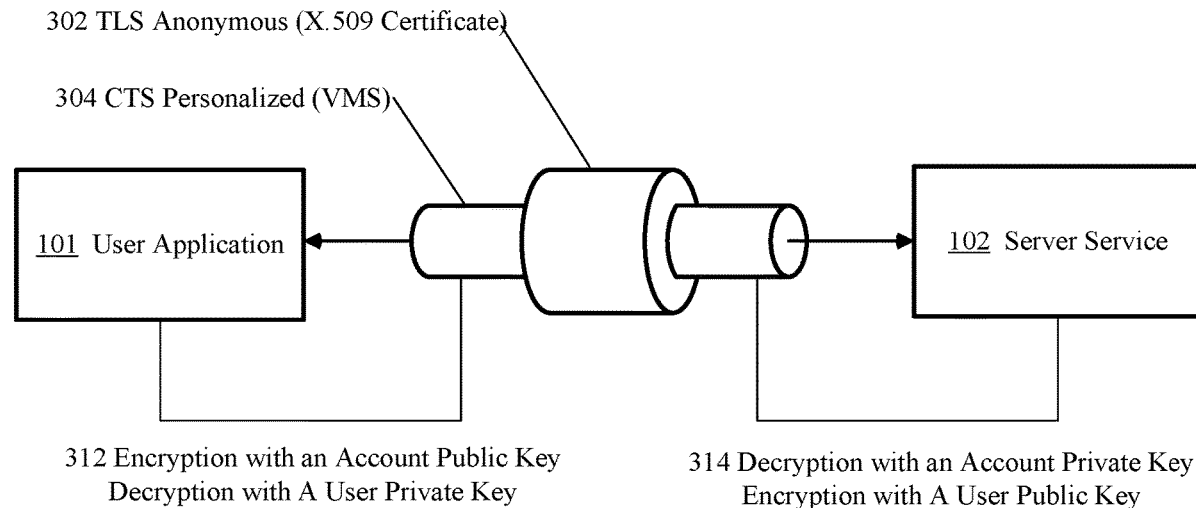 302 TLS Anonymous (X.509 Certificate)
304 CTS Personalized (VMS)
101 User Application
102 Server Service
312 Encryption with an Account Public Key
Decryption with A User Private Key
314 Decryption with an Account Private Key
Encryption with A User Public Key